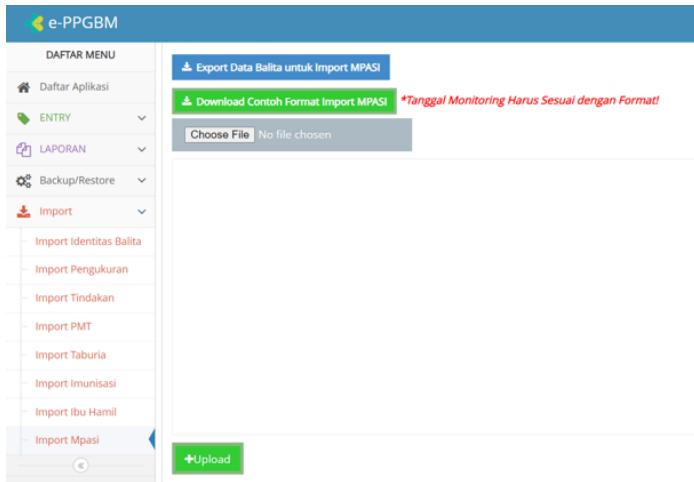 e-PPGBM
DAFTAR MENU
Daftar Aplikasi
ENTRY
LAPORAN
Backup/Restore
Import
Import Identitas Balita
Import Pengukuran
Import Tindakan
Import PMT
Import Taburia
Import Imunisasi
Import Ibu Hamil
Import Mpasi
Export Data Balita untuk Import MPASI
Download Contoh Format Import MPASI *Tanggal Monitoring Harus Sesuai dengan Format!
Choose File No file chosen
+Upload